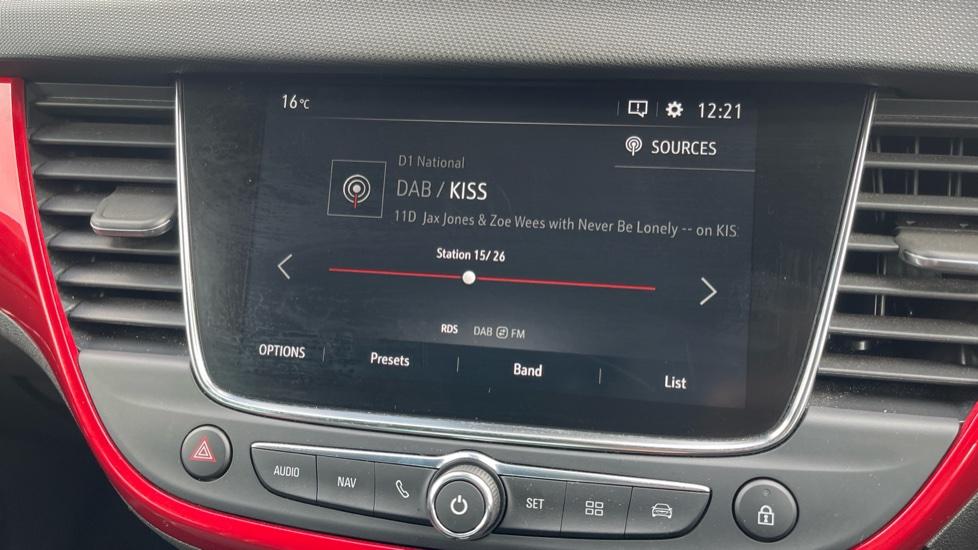 16°C
12:21
SOURCES
D1 National
DAB / KISS
11D Jax Jones & Zoe Wees with Never Be Lonely -- on KIS
Station 15/26
RDS DAB FM
OPTIONS Presets Band List
AUDIO NAV SET